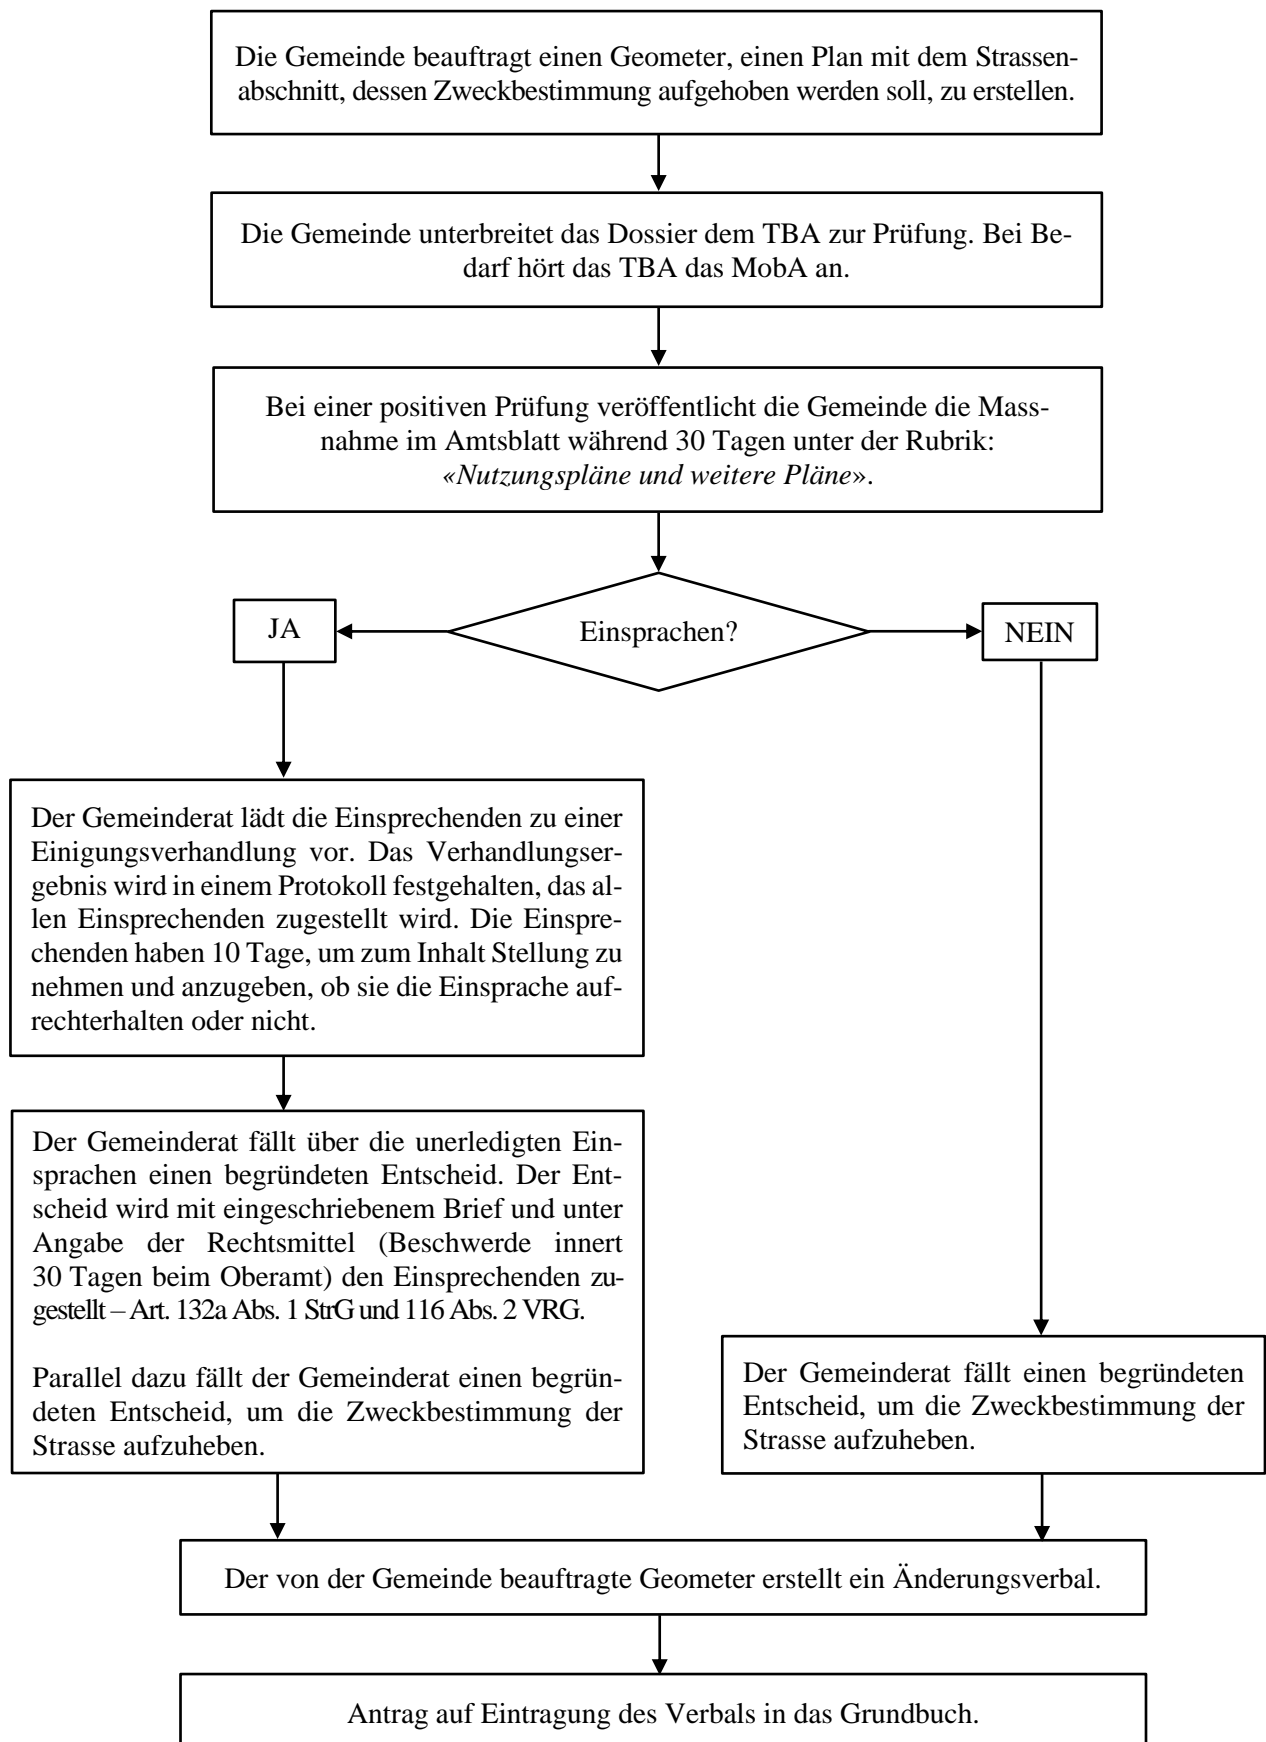 Die Gemeinde beauftragt einen Geometer, einen Plan mit dem Strassen-
abschnitt, dessen Zweckbestimmung aufgehoben werden soll, zu erstellen.
Die Gemeinde unterbreitet das Dossier dem TBA zur Prüfung. Bei Be-
darf hört das TBA das MobA an.
Bei einer positiven Prüfung veröffentlicht die Gemeinde die Mass-
nahme im Amtsblatt während 30 Tagen unter der Rubrik:
«Nutzungspläne und weitere Pläne».
JA
Einsprachen?
NEIN
Der Gemeinderat lädt die Einsprechenden zu einer
Einigungsverhandlung vor. Das Verhandlungser-
gebnis wird in einem Protokoll festgehalten, das al-
len Einsprechenden zugestellt wird. Die Einspre-
chenden haben 10 Tage, um zum Inhalt Stellung zu
nehmen und anzugeben, ob sie die Einsprache auf-
rechterhalten oder nicht.
Der Gemeinderat fällt über die unerledigten Ein-
sprachen einen begründeten Entscheid. Der Ent-
scheid wird mit eingeschriebenem Brief und unter
Angabe der Rechtsmittel (Beschwerde innert
30 Tagen beim Oberamt) den Einsprechenden zu-
gestellt – Art. 132a Abs. 1 StrG und 116 Abs. 2 VRG.
Parallel dazu fällt der Gemeinderat einen begrün-
deten Entscheid, um die Zweckbestimmung der
Strasse aufzuheben.
Der Gemeinderat fällt einen begründeten
Entscheid, um die Zweckbestimmung der
Strasse aufzuheben.
Der von der Gemeinde beauftragte Geometer erstellt ein Änderungsverbal.
Antrag auf Eintragung des Verbals in das Grundbuch.